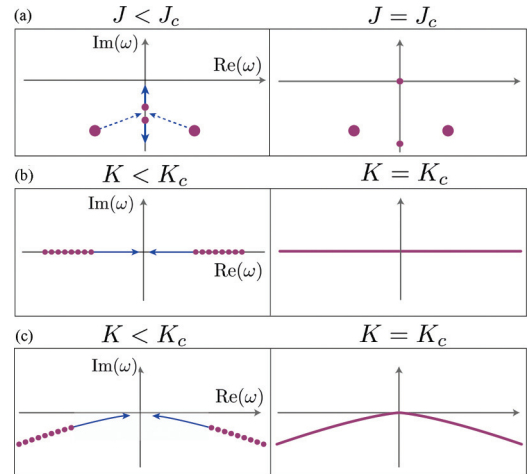 (a) J < J_c J = J_c
Im(ω)
Re(ω)
(b) K < K_c K = K_c
Im(ω)
Re(ω)
(c) K < K_c K = K_c
Im(ω)
Re(ω)